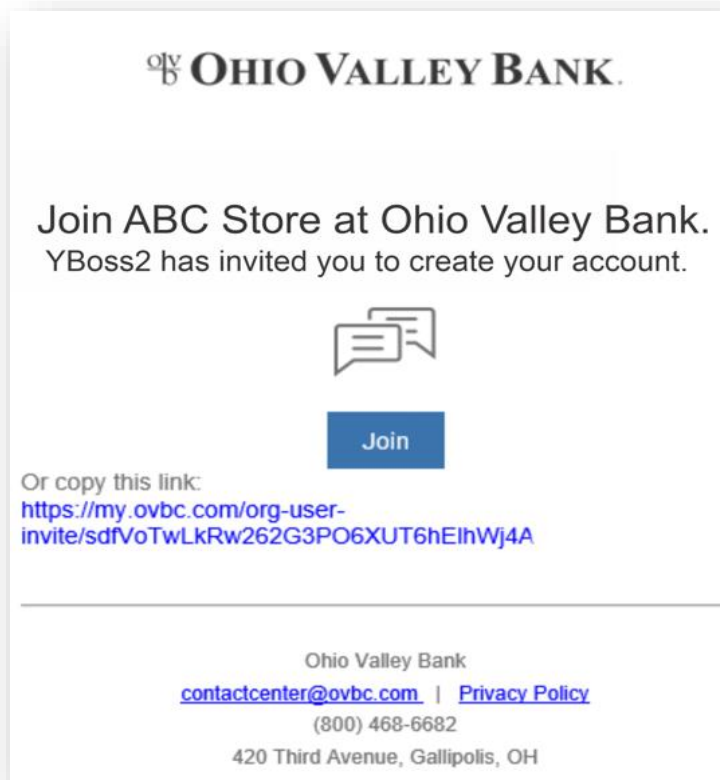 OHIO VALLEY BANK.
Join ABC Store at Ohio Valley Bank.
YBoss2 has invited you to create your account.
Join
Or copy this link:
https://my.ovbc.com/org-user-
invite/sdfVoTwLkRw262G3PO6XUT6hElhWj4A
Ohio Valley Bank
contactcenter@ovbc.com | Privacy Policy
(800) 468-6682
420 Third Avenue, Gallipolis, OH